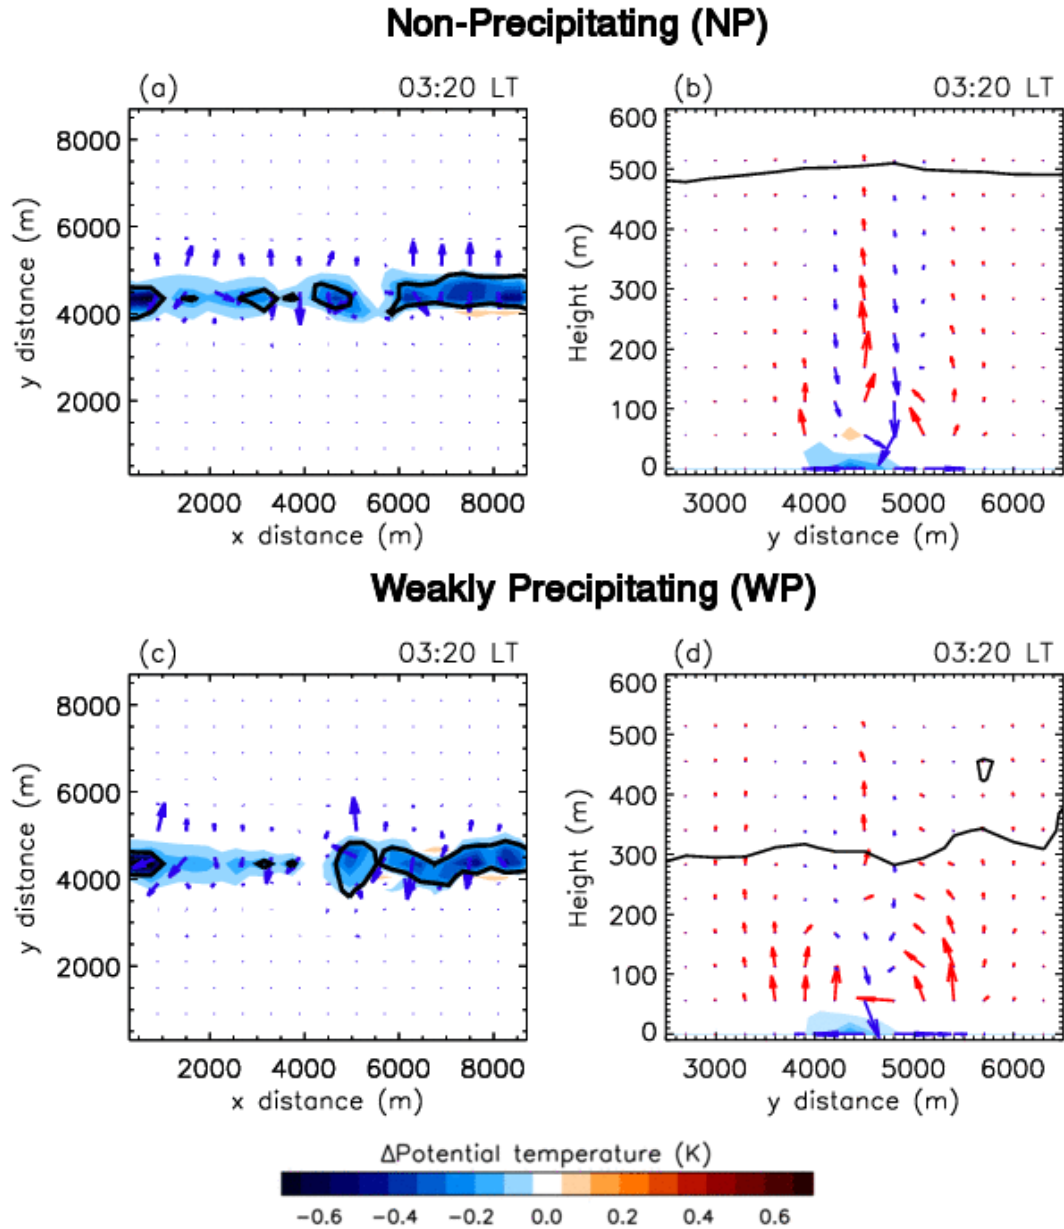 Non-Precipitating (NP)
(a) 03:20 LT
(b) 03:20 LT
8000
6000
4000
2000
y distance (m)
2000 4000 6000 8000
x distance (m)
600
500
400
300
200
100
0
Height (m)
3000 4000 5000 6000
y distance (m)
Weakly Precipitating (WP)
(c) 03:20 LT
(d) 03:20 LT
8000
6000
4000
2000
y distance (m)
2000 4000 6000 8000
x distance (m)
600
500
400
300
200
100
0
Height (m)
3000 4000 5000 6000
y distance (m)
ΔPotential temperature (K)
-0.6 -0.4 -0.2 0.0 0.2 0.4 0.6